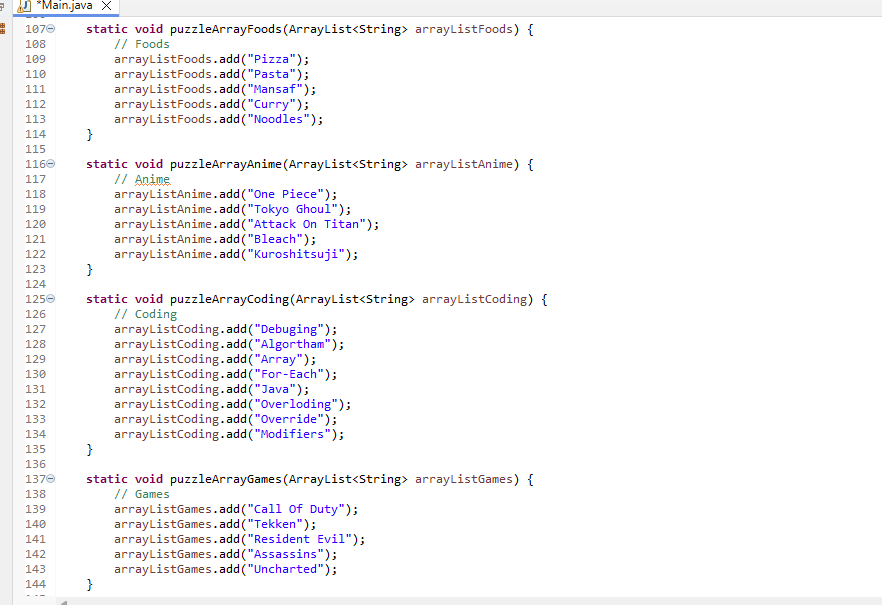 *Main.java
107 static void puzzleArrayFoods(ArrayList<String> arrayListFoods) {
108 // Foods
109 arrayListFoods.add("Pizza");
110 arrayListFoods.add("Pasta");
111 arrayListFoods.add("Mansaf");
112 arrayListFoods.add("Curry");
113 arrayListFoods.add("Noodles");
114 }
115
116 static void puzzleArrayAnime(ArrayList<String> arrayListAnime) {
117 // Anime
118 arrayListAnime.add("One Piece");
119 arrayListAnime.add("Tokyo Ghoul");
120 arrayListAnime.add("Attack On Titan");
121 arrayListAnime.add("Bleach");
122 arrayListAnime.add("Kuroshitsuji");
123 }
124
125 static void puzzleArrayCoding(ArrayList<String> arrayListCoding) {
126 // Coding
127 arrayListCoding.add("Debuging");
128 arrayListCoding.add("Algortham");
129 arrayListCoding.add("Array");
130 arrayListCoding.add("For-Each");
131 arrayListCoding.add("Java");
132 arrayListCoding.add("Overloding");
133 arrayListCoding.add("Override");
134 arrayListCoding.add("Modifiers");
135 }
136
137 static void puzzleArrayGames(ArrayList<String> arrayListGames) {
138 // Games
139 arrayListGames.add("Call Of Duty");
140 arrayListGames.add("Tekken");
141 arrayListGames.add("Resident Evil");
142 arrayListGames.add("Assassins");
143 arrayListGames.add("Uncharted");
144 }